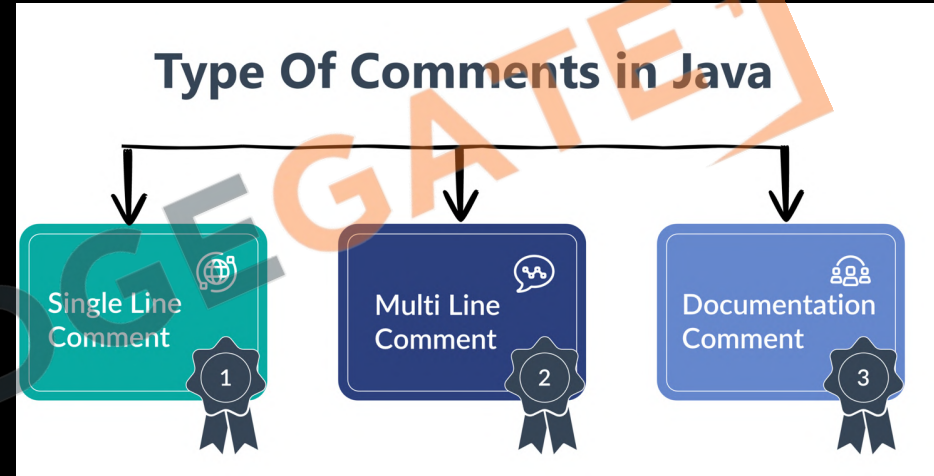 Type Of Comments in Java
Single Line
Comment
1
Multi Line
Comment
2
Documentation
Comment
3
OGEGATE